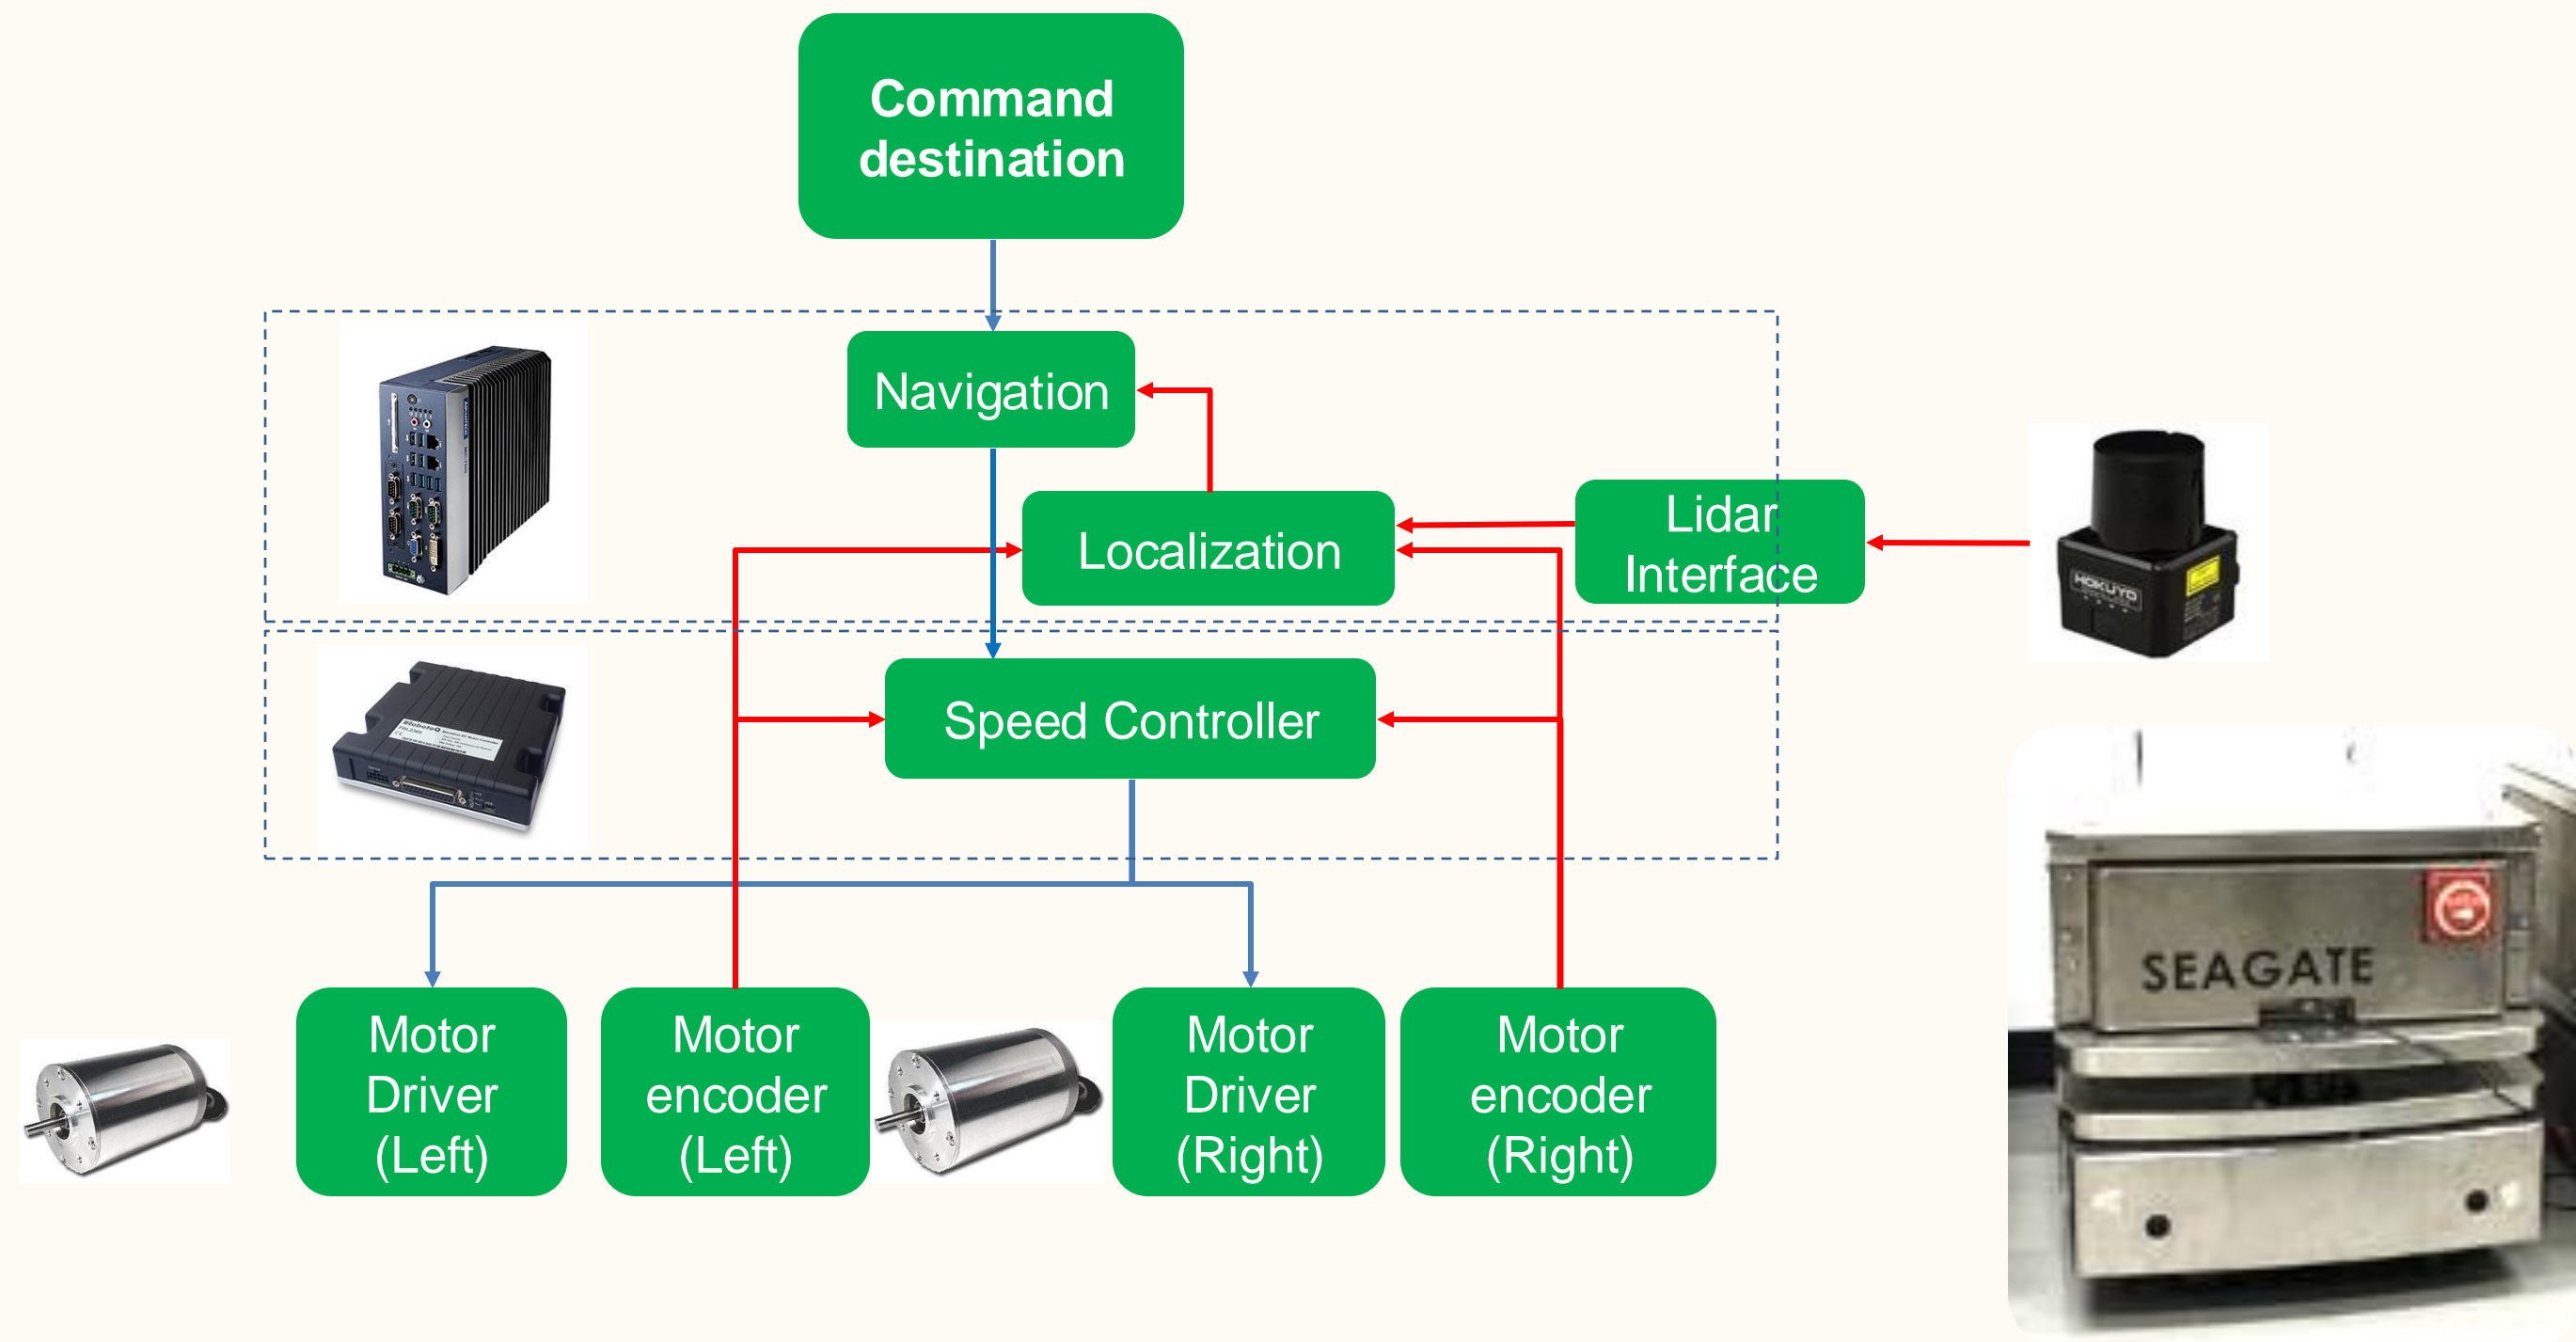 Command
destination
Navigation
Localization
Lidar
Interface
HOKUYO
Speed Controller
RoboteQ
SEAGATE
Motor
Driver
(Left)
Motor
encoder
(Left)
Motor
Driver
(Right)
Motor
encoder
(Right)